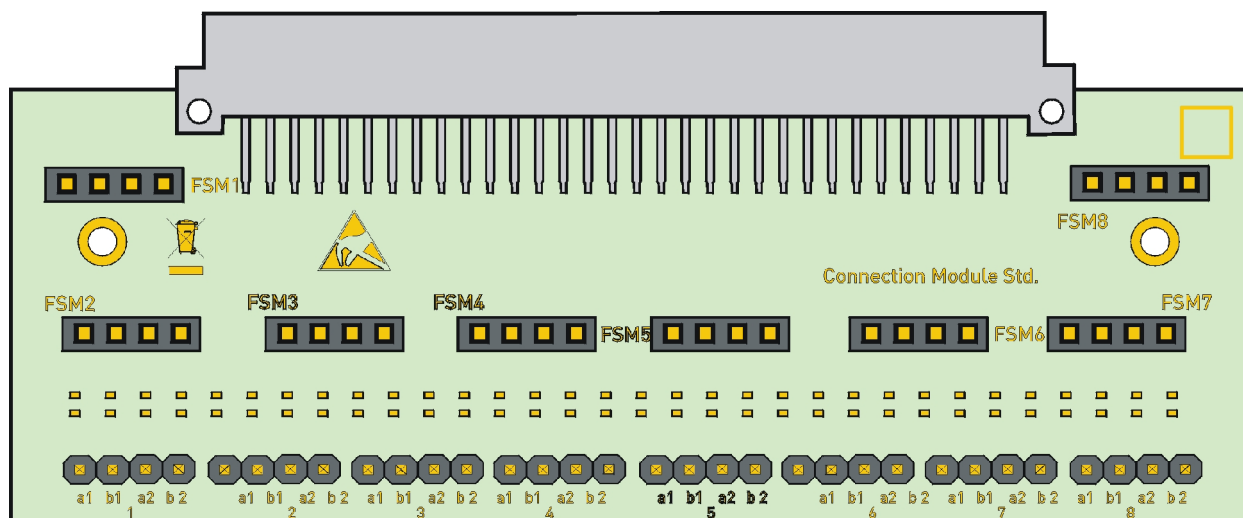 FSM1
FSM8
Connection Module Std.
FSM2
FSM3
FSM4
FSM7
FSM5
FSM6
a1 b1 a2 b2 a1 b1 a2 b2 a1 b1 a2 b2 a1 b1 a2 b2 a1 b1 a2 b2 a1 b1 a2 b2 a1 b1 a2 b2 a1 b1 a2 b2
1 2 3 4 5 6 7 8